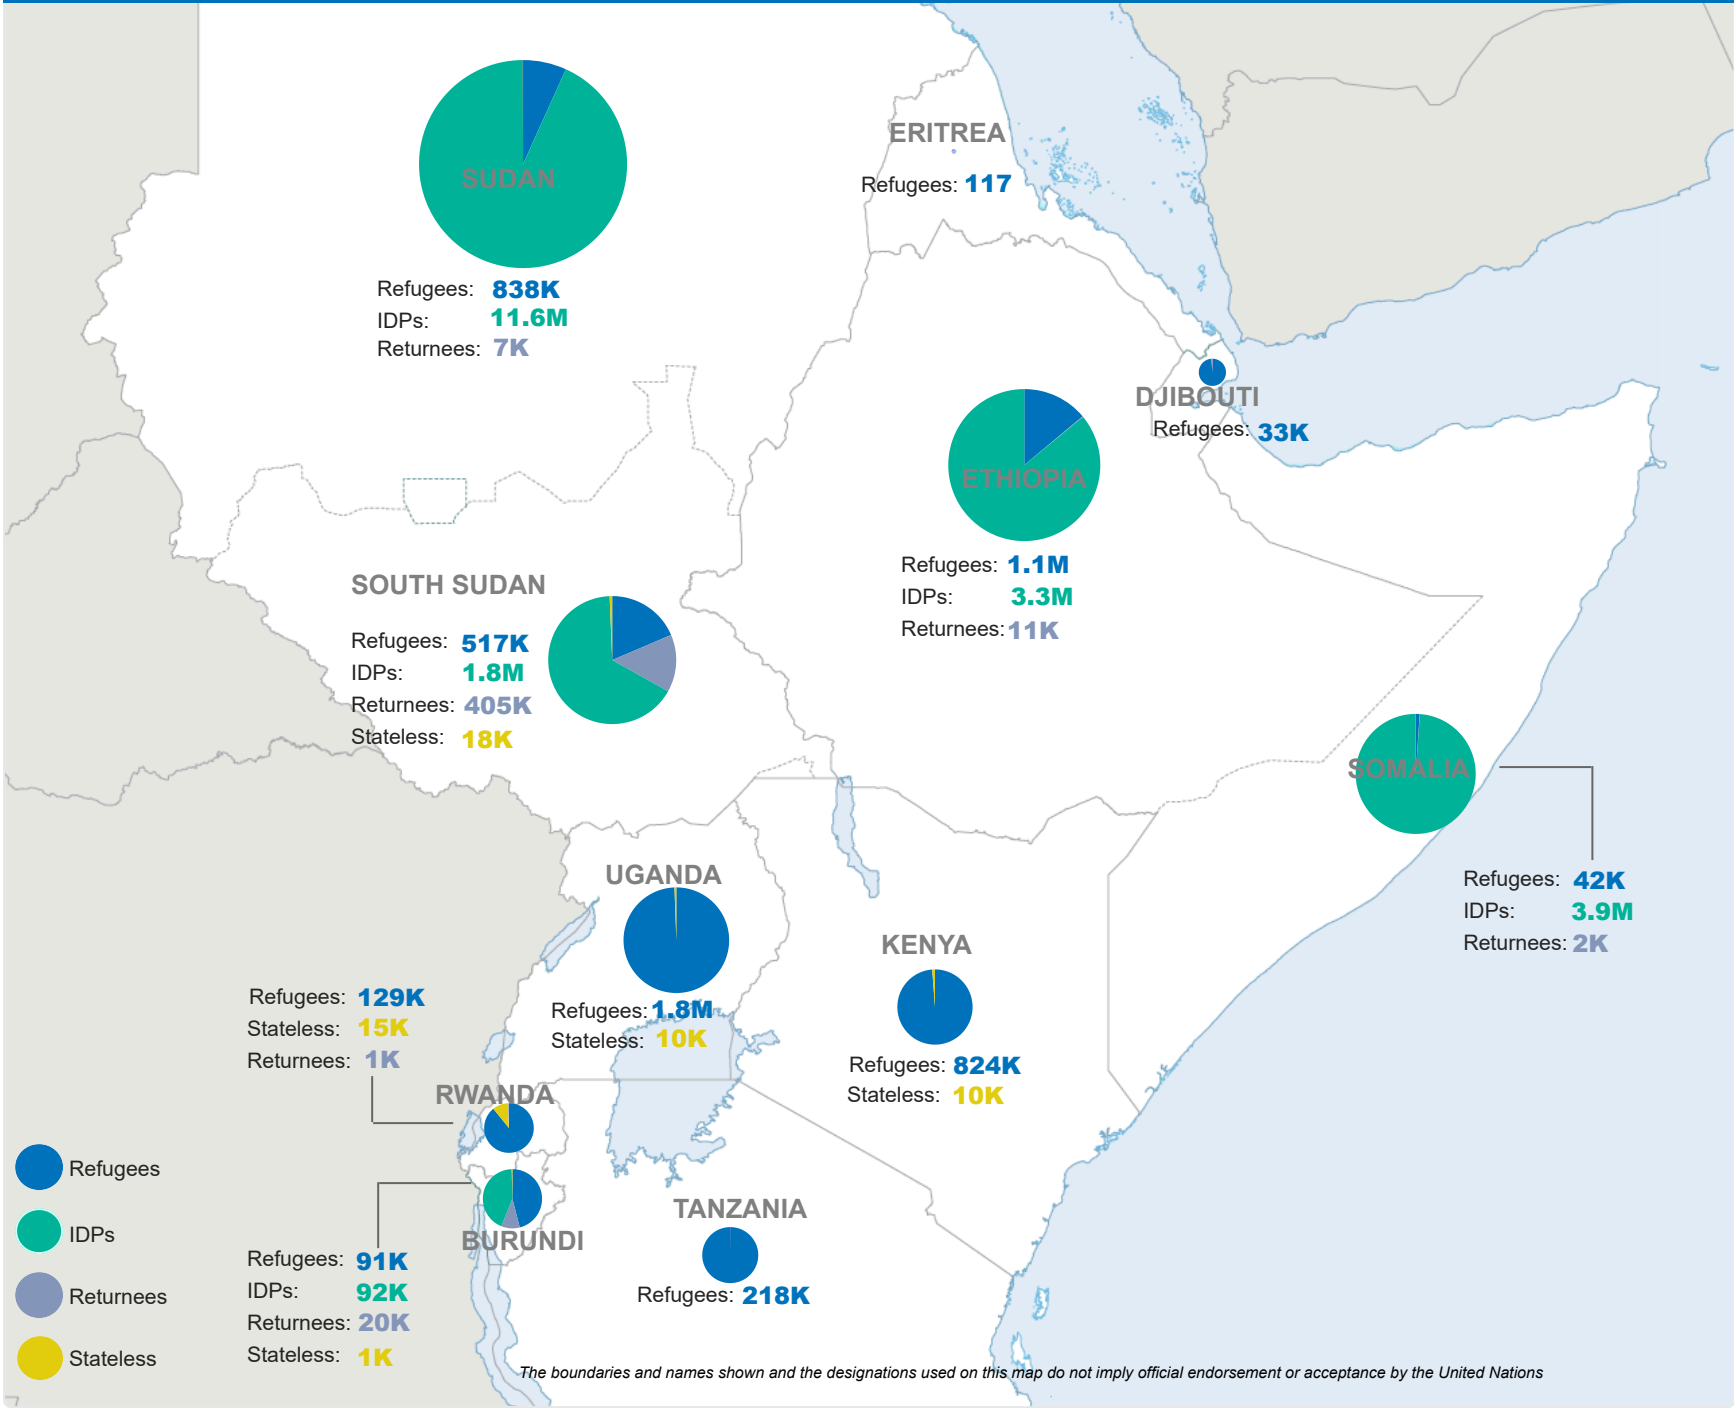 SUDAN
Refugees: 838K
IDPs: 11.6M
Returnees: 7K
ERITREA
Refugees: 117
DJIBOUTI
Refugees: 33K
ETHIOPIA
Refugees: 1.1M
IDPs: 3.3M
Returnees: 11K
SOUTH SUDAN
Refugees: 517K
IDPs: 1.8M
Returnees: 405K
Stateless: 18K
SOMALIA
Refugees: 42K
IDPs: 3.9M
Returnees: 2K
UGANDA
Refugees: 1.8M
Stateless: 10K
KENYA
Refugees: 824K
Stateless: 10K
Refugees: 129K
Stateless: 15K
Returnees: 1K
RWANDA
BURUNDI
Refugees: 91K
IDPs: 92K
Returnees: 20K
Stateless: 1K
TANZANIA
Refugees: 218K
Refugees
IDPs
Returnees
Stateless
The boundaries and names shown and the designations used on this map do not imply official endorsement or acceptance by the United Nations